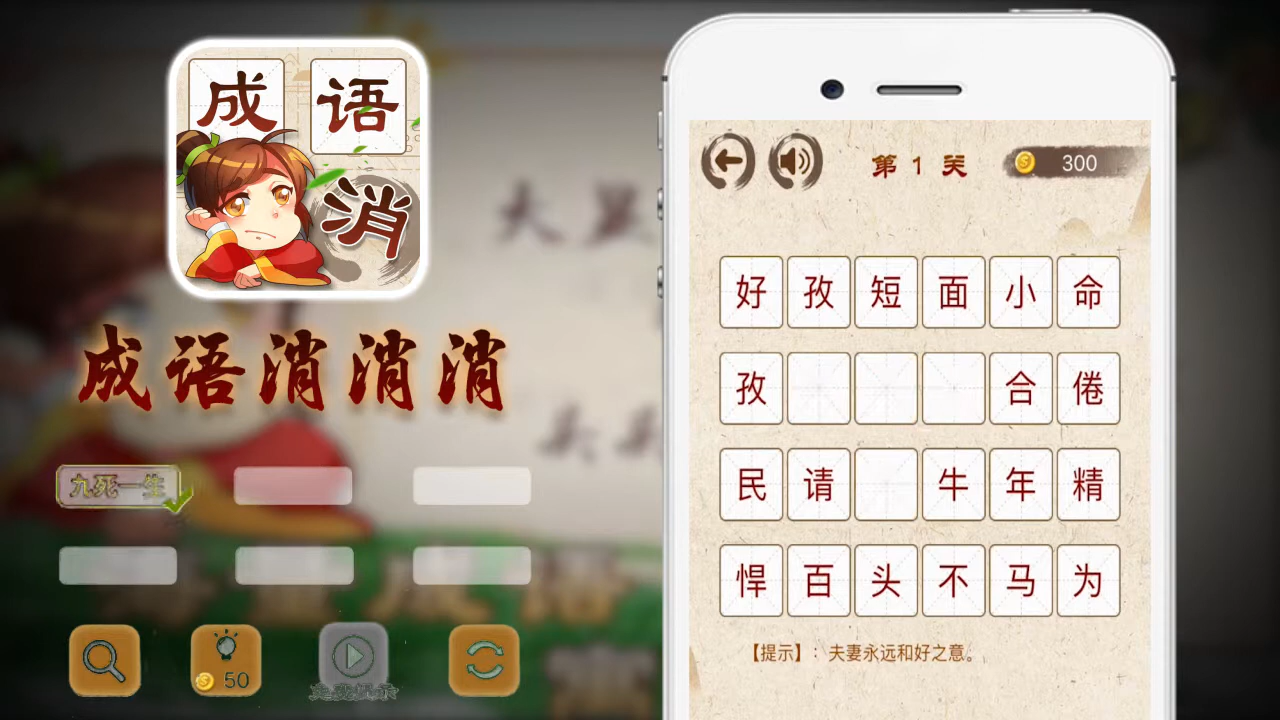 成语
消
成语消消消
九死一生
50
第1关
300
好孜短面小命
孜合倦
民请牛年精
悍百头不马为
【提示】：夫妻永远和好之意。